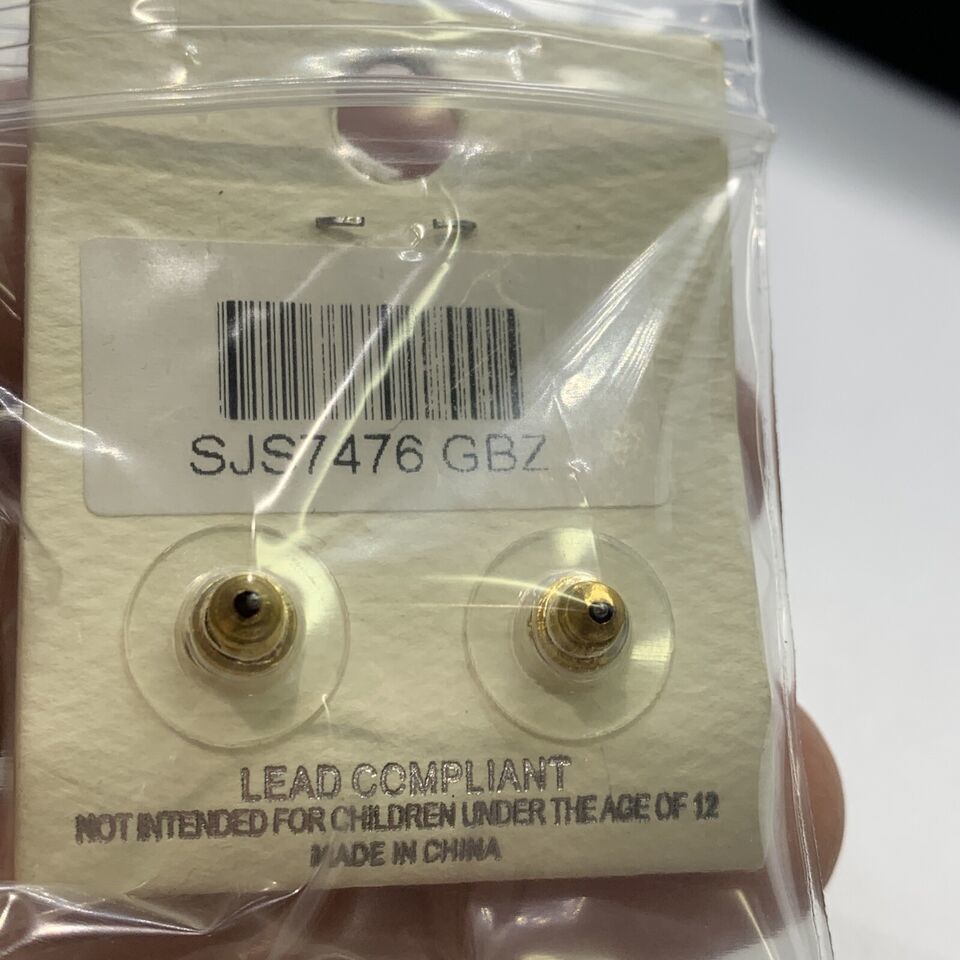 SJS7476 GBZ
LEAD COMPLIANT
NOT INTENDED FOR CHILDREN UNDER THE AGE OF 12
MADE IN CHINA